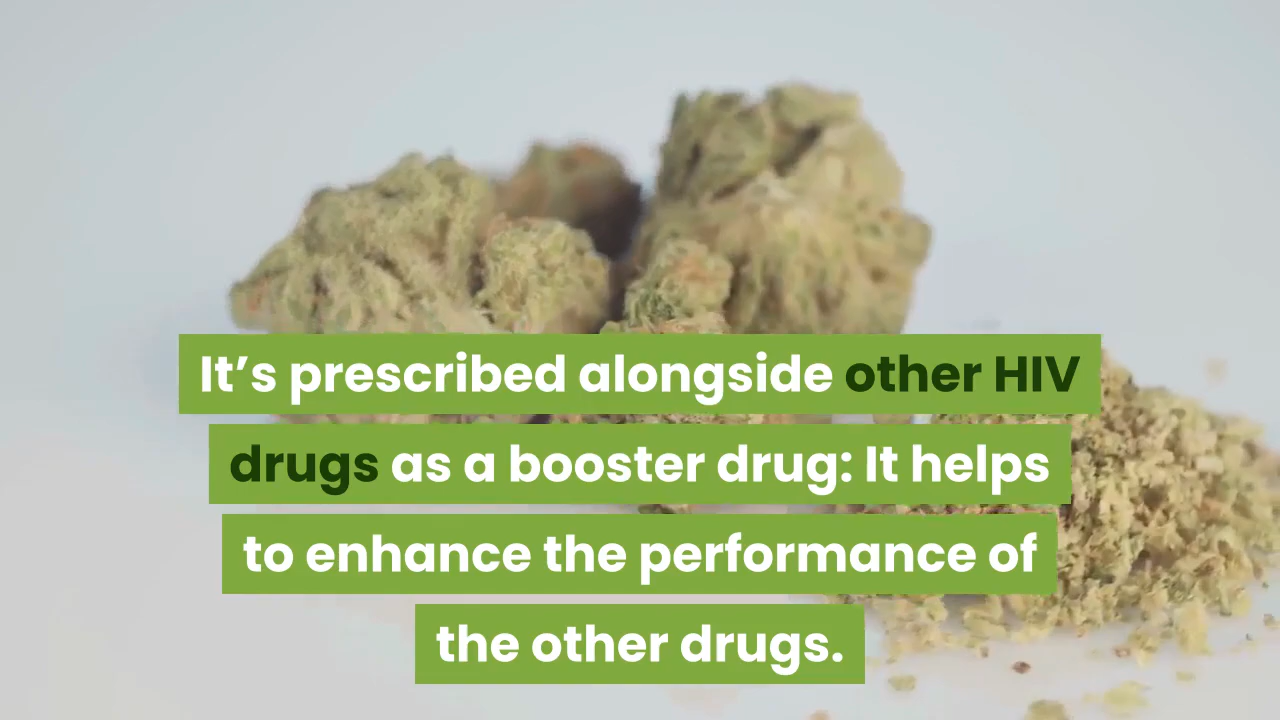 It’s prescribed alongside other HIV
drugs as a booster drug: It helps
to enhance the performance of
the other drugs.